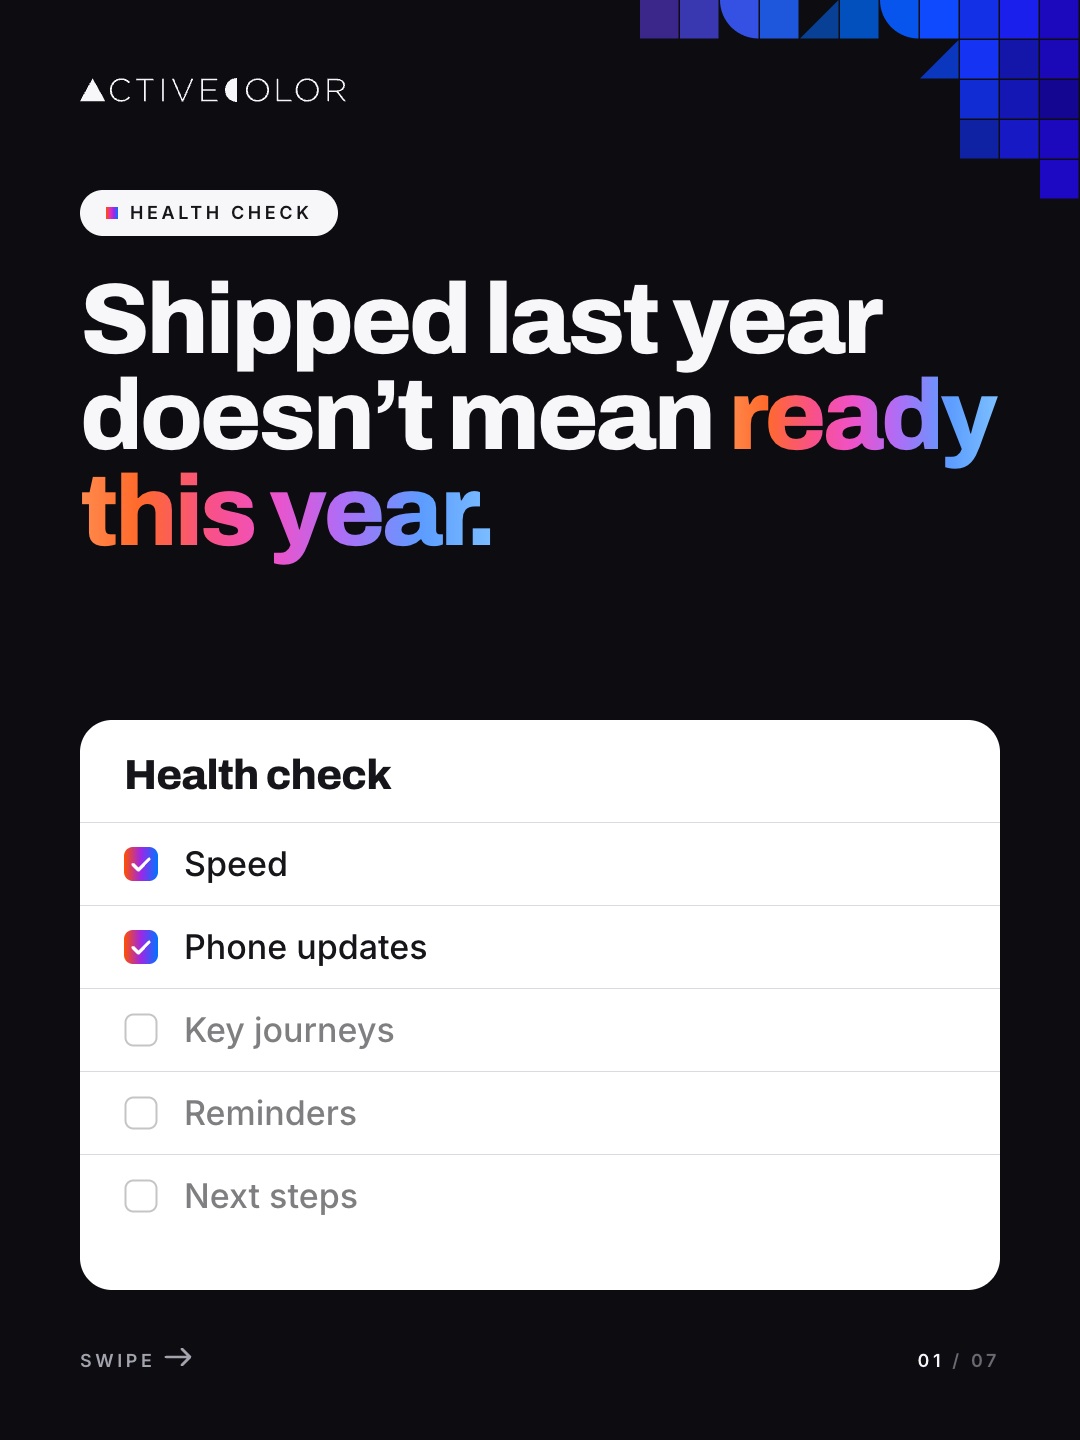 ACTIVECOLOR
HEALTH CHECK
Shipped last year
doesn’t mean ready
this year.
Health check
Speed
Phone updates
Key journeys
Reminders
Next steps
SWIPE →
01 / 07